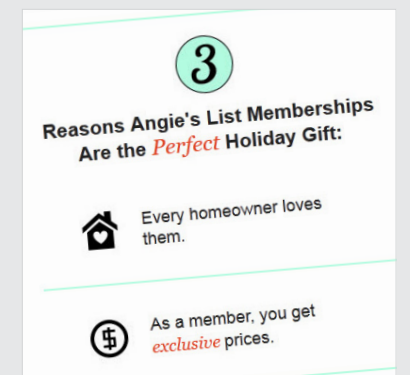 3
Reasons Angie's List Memberships
Are the Perfect Holiday Gift:
Every homeowner loves
them.
$
As a member, you get
exclusive prices.